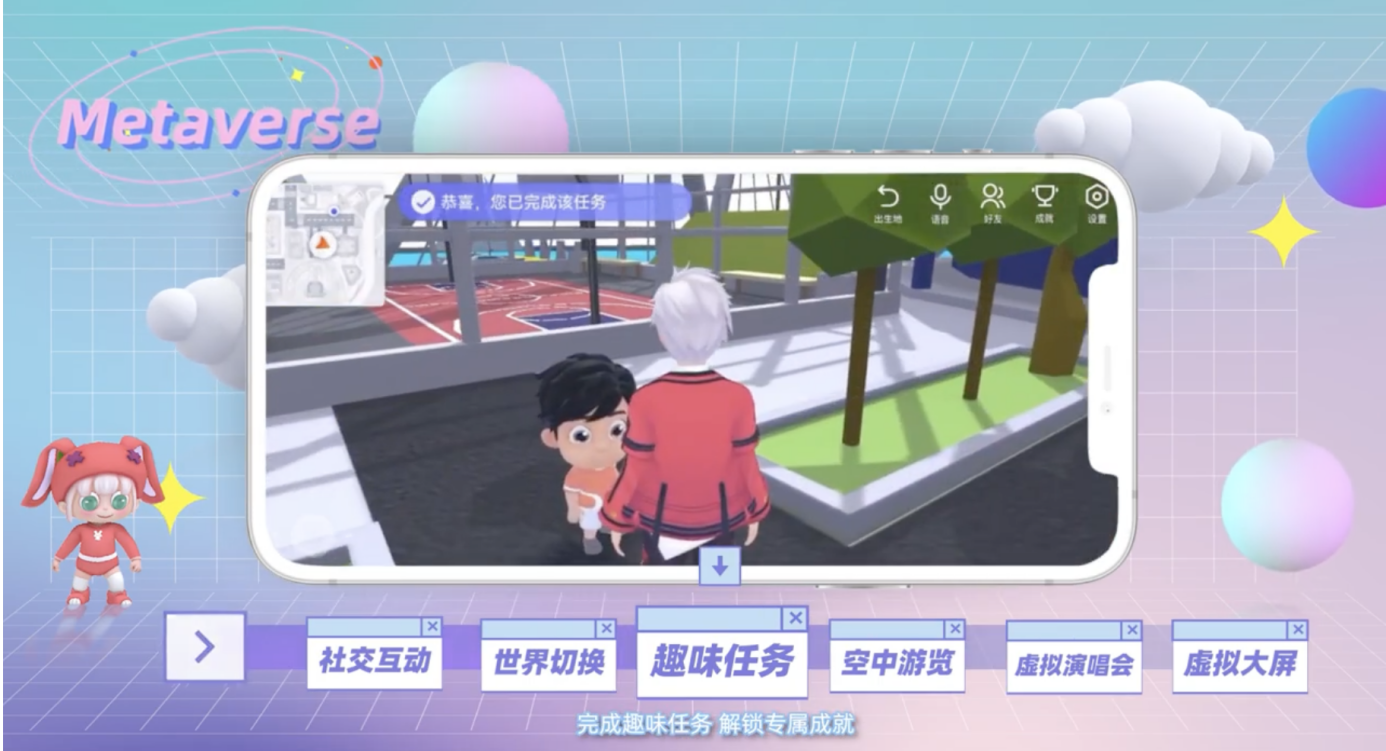 Metaverse
恭喜，您已完成该任务
出生地 语音 好友 成就 设置
社交互动 世界切换 趣味任务 空中游览 虚拟演唱会 虚拟大屏
完成趣味任务 解锁专属成就